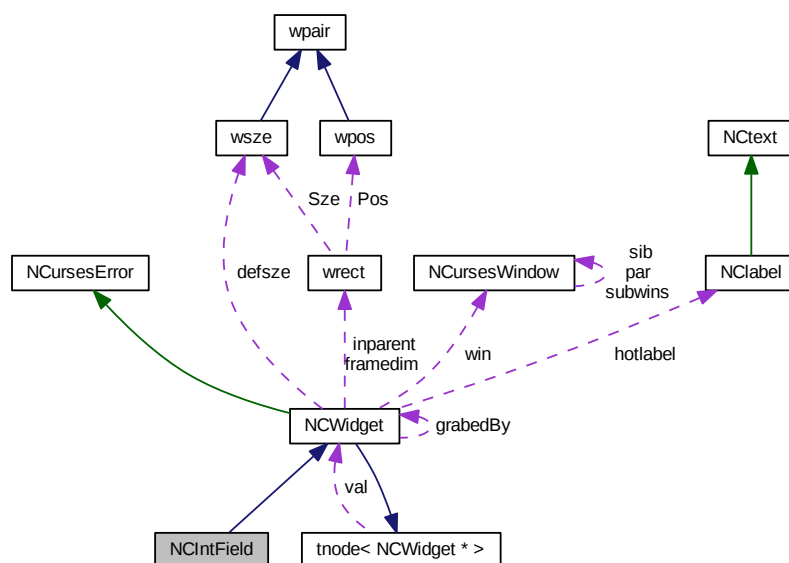 wpair
wsze
wpos
NCtext
Sze
Pos
NCursesError
defsze
wrect
NCursesWindow
sib
par
subwins
NClabel
inparent
framedim
win
hotlabel
NCWidget
grabedBy
val
NCIntField
tnode< NCWidget * >